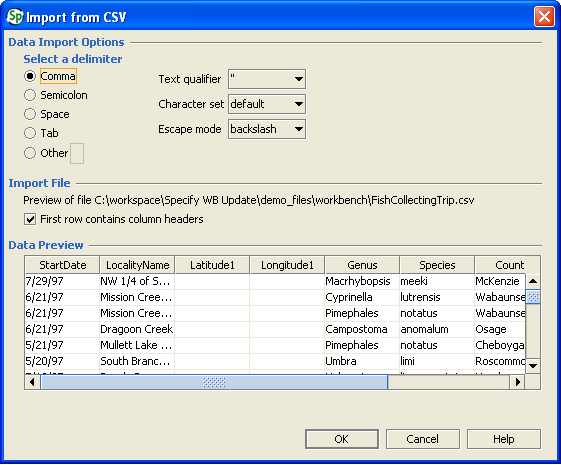 Sp Import from CSV
Data Import Options
Select a delimiter
Comma
Semicolon
Space
Tab
Other
Text qualifier "
Character set default
Escape mode backslash
Import File
Preview of file C:\workspace\Specify WB Update\demo_files\workbench\FishCollectingTrip.csv
First row contains column headers
Data Preview
StartDate LocalityName Latitude1 Longitude1 Genus Species Count
7/29/97 NW 1/4 of S... Macrhybopsis meeki McKenzie
6/21/97 Mission Cree... Cyprinella lutrensis Wabaunse
6/21/97 Mission Cree... Pimephales notatus Wabaunse
6/21/97 Dragoon Creek Campostoma anomalum Osage
5/21/97 Mullett Lake ... Pimephales notatus Cheboyga
5/20/97 South Branc... Umbra limi Roscommo
OK Cancel Help